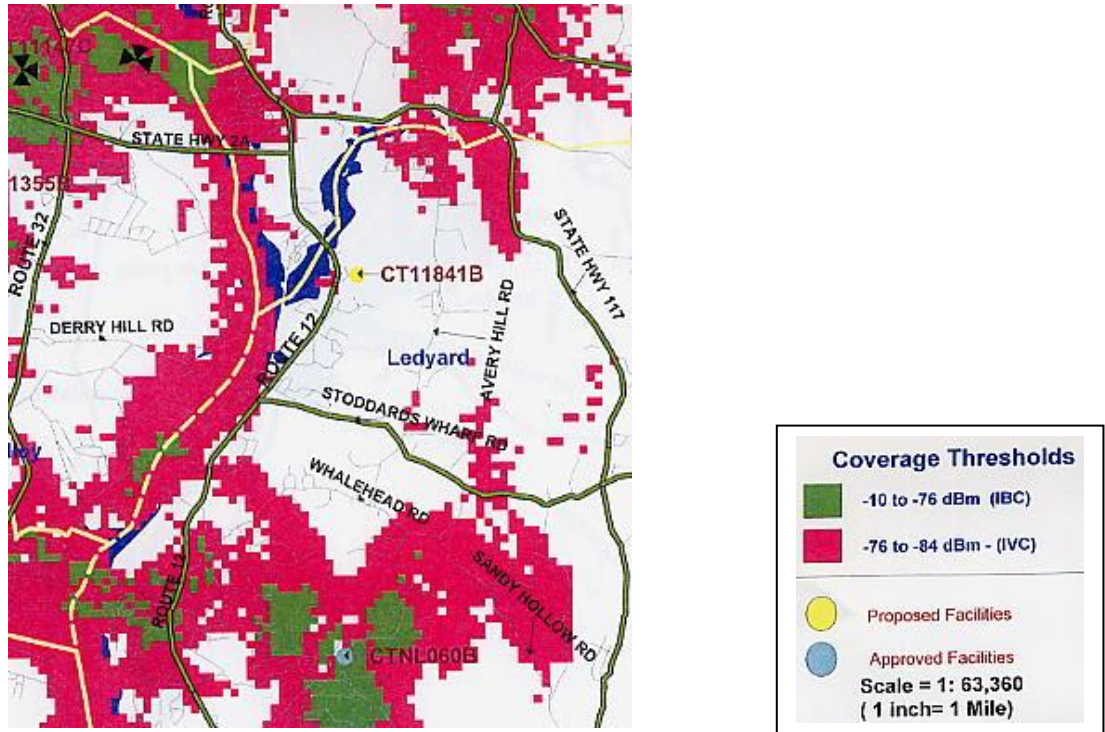 STATE HWY 2A
ROUTE 32
CT11841B
STATE HWY 117
DERRY HILL RD
ROUTE 12
Ledyard
AVERY HILL RD
STODDARDS WHARF RD
WHALEHEAD RD
SANDY HOLLOW RD
ROUTE 12
CTNL060B
Coverage Thresholds
-10 to -76 dBm (IBC)
-76 to -84 dBm - (IVC)
Proposed Facilities
Approved Facilities
Scale = 1: 63,360
( 1 inch= 1 Mile)